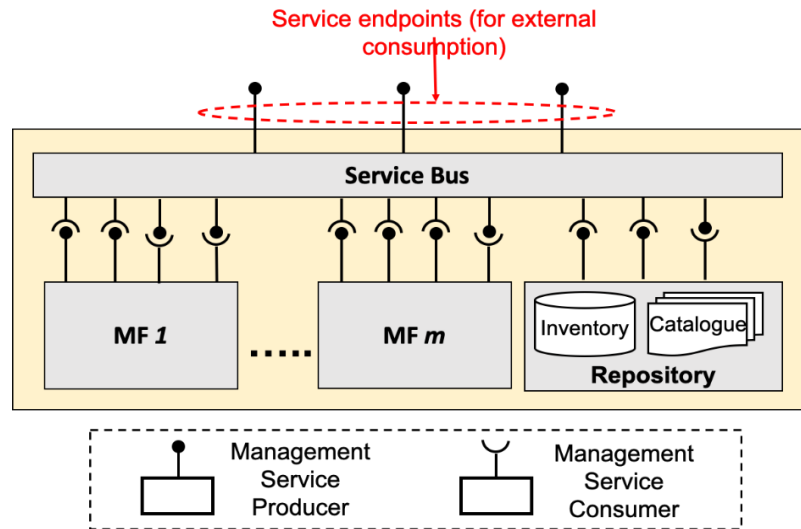 Service endpoints (for external
consumption)
Service Bus
MF 1
......
MF m
Inventory
Catalogue
Repository
Management
Service
Producer
Management
Service
Consumer